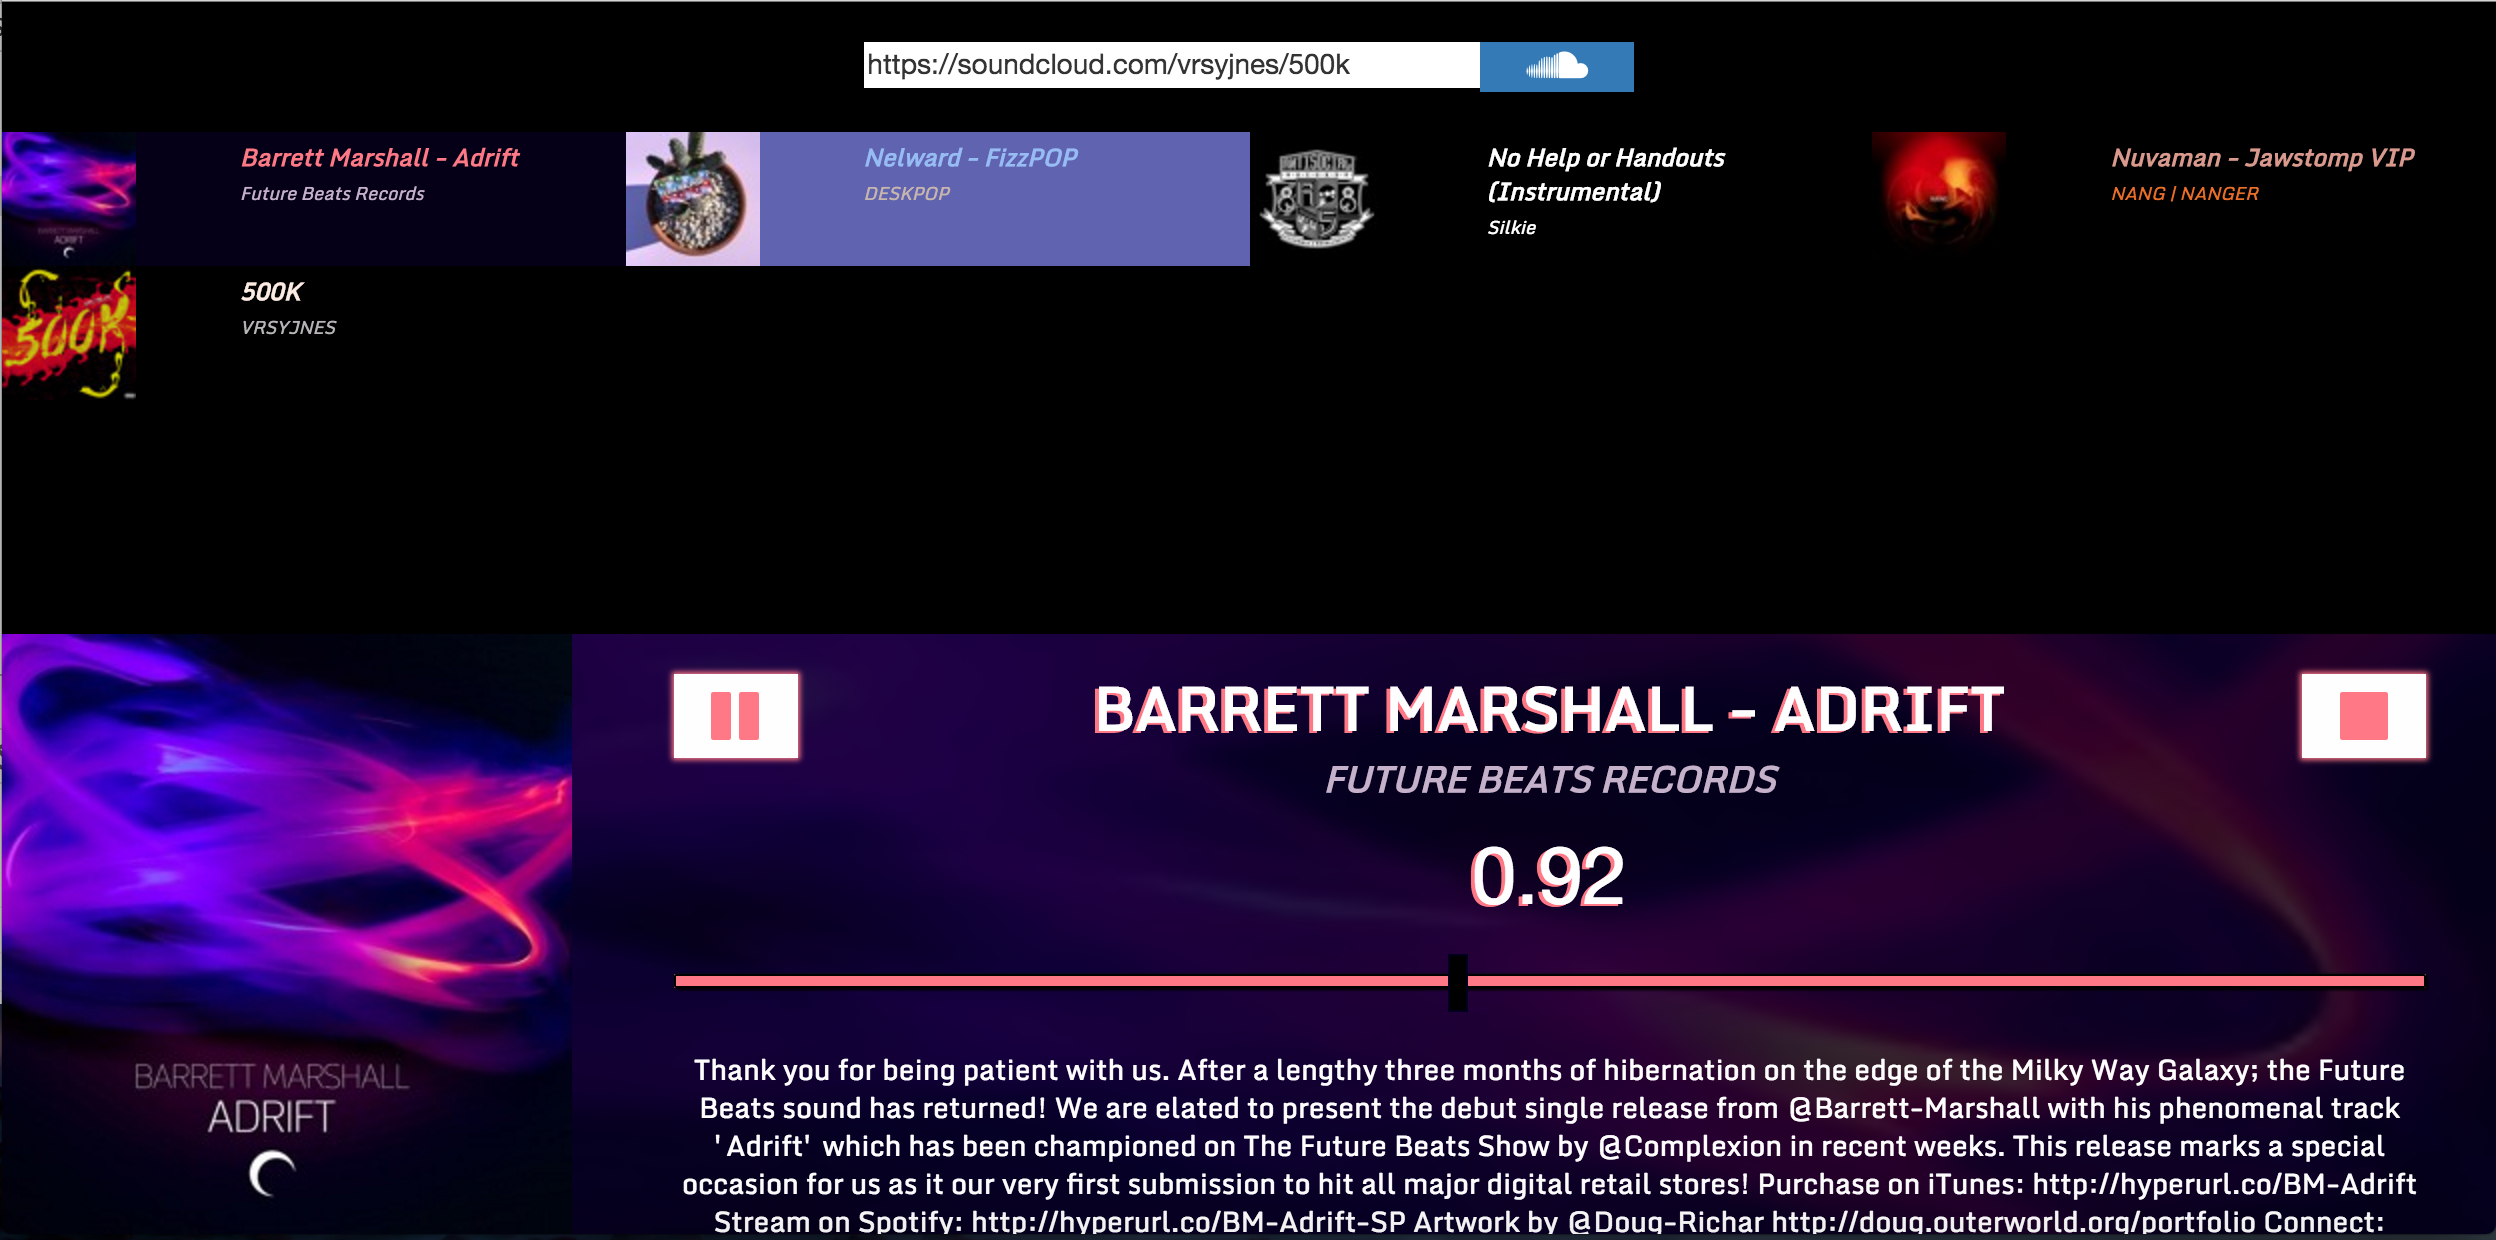 https://soundcloud.com/vrsyjnes/500k
Barrett Marshall - Adrift
Future Beats Records
Nelward - FizzPOP
DESKPOP
No Help or Handouts
(Instrumental)
Silkie
Nuvaman - Jawstomp VIP
NANG | NANGER
BARRETT MARSHALL
ADRIFT
500K
500K
VRSYJNES
BARRETT MARSHALL - ADRIFT
FUTURE BEATS RECORDS
0.92
BARRETT MARSHALL
ADRIFT
Thank you for being patient with us. After a lengthy three months of hibernation on the edge of the Milky Way Galaxy; the Future
Beats sound has returned! We are elated to present the debut single release from @Barrett-Marshall with his phenomenal track
'Adrift' which has been championed on The Future Beats Show by @Complexion in recent weeks. This release marks a special
occasion for us as it our very first submission to hit all major digital retail stores! Purchase on iTunes: http://hyperurl.co/BM-Adrift
Stream on Spotify: http://hyperurl.co/BM-Adrift-SP Artwork by @Doug-Richar http://doug.outerworld.org/portfolio Connect: